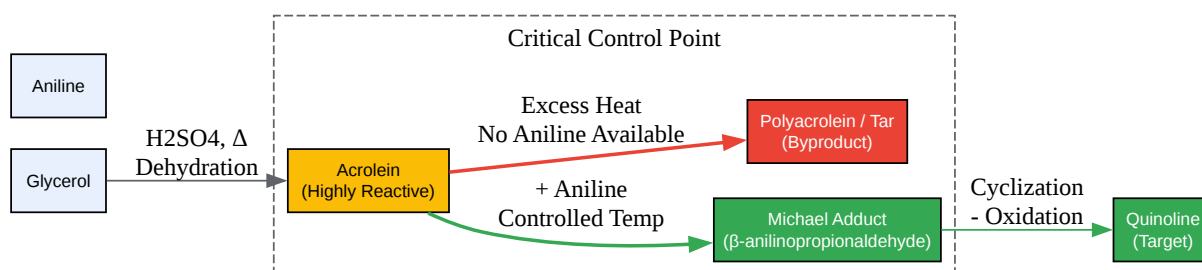 Critical Control Point
Aniline
Glycerol
H2SO4, Δ
Dehydration
Acrolein
(Highly Reactive)
Excess Heat
No Aniline Available
Polyacrolein / Tar
(Byproduct)
+ Aniline
Controlled Temp
Michael Adduct
(β-anilinopropionaldehyde)
Cyclization
- Oxidation
Quinoline
(Target)